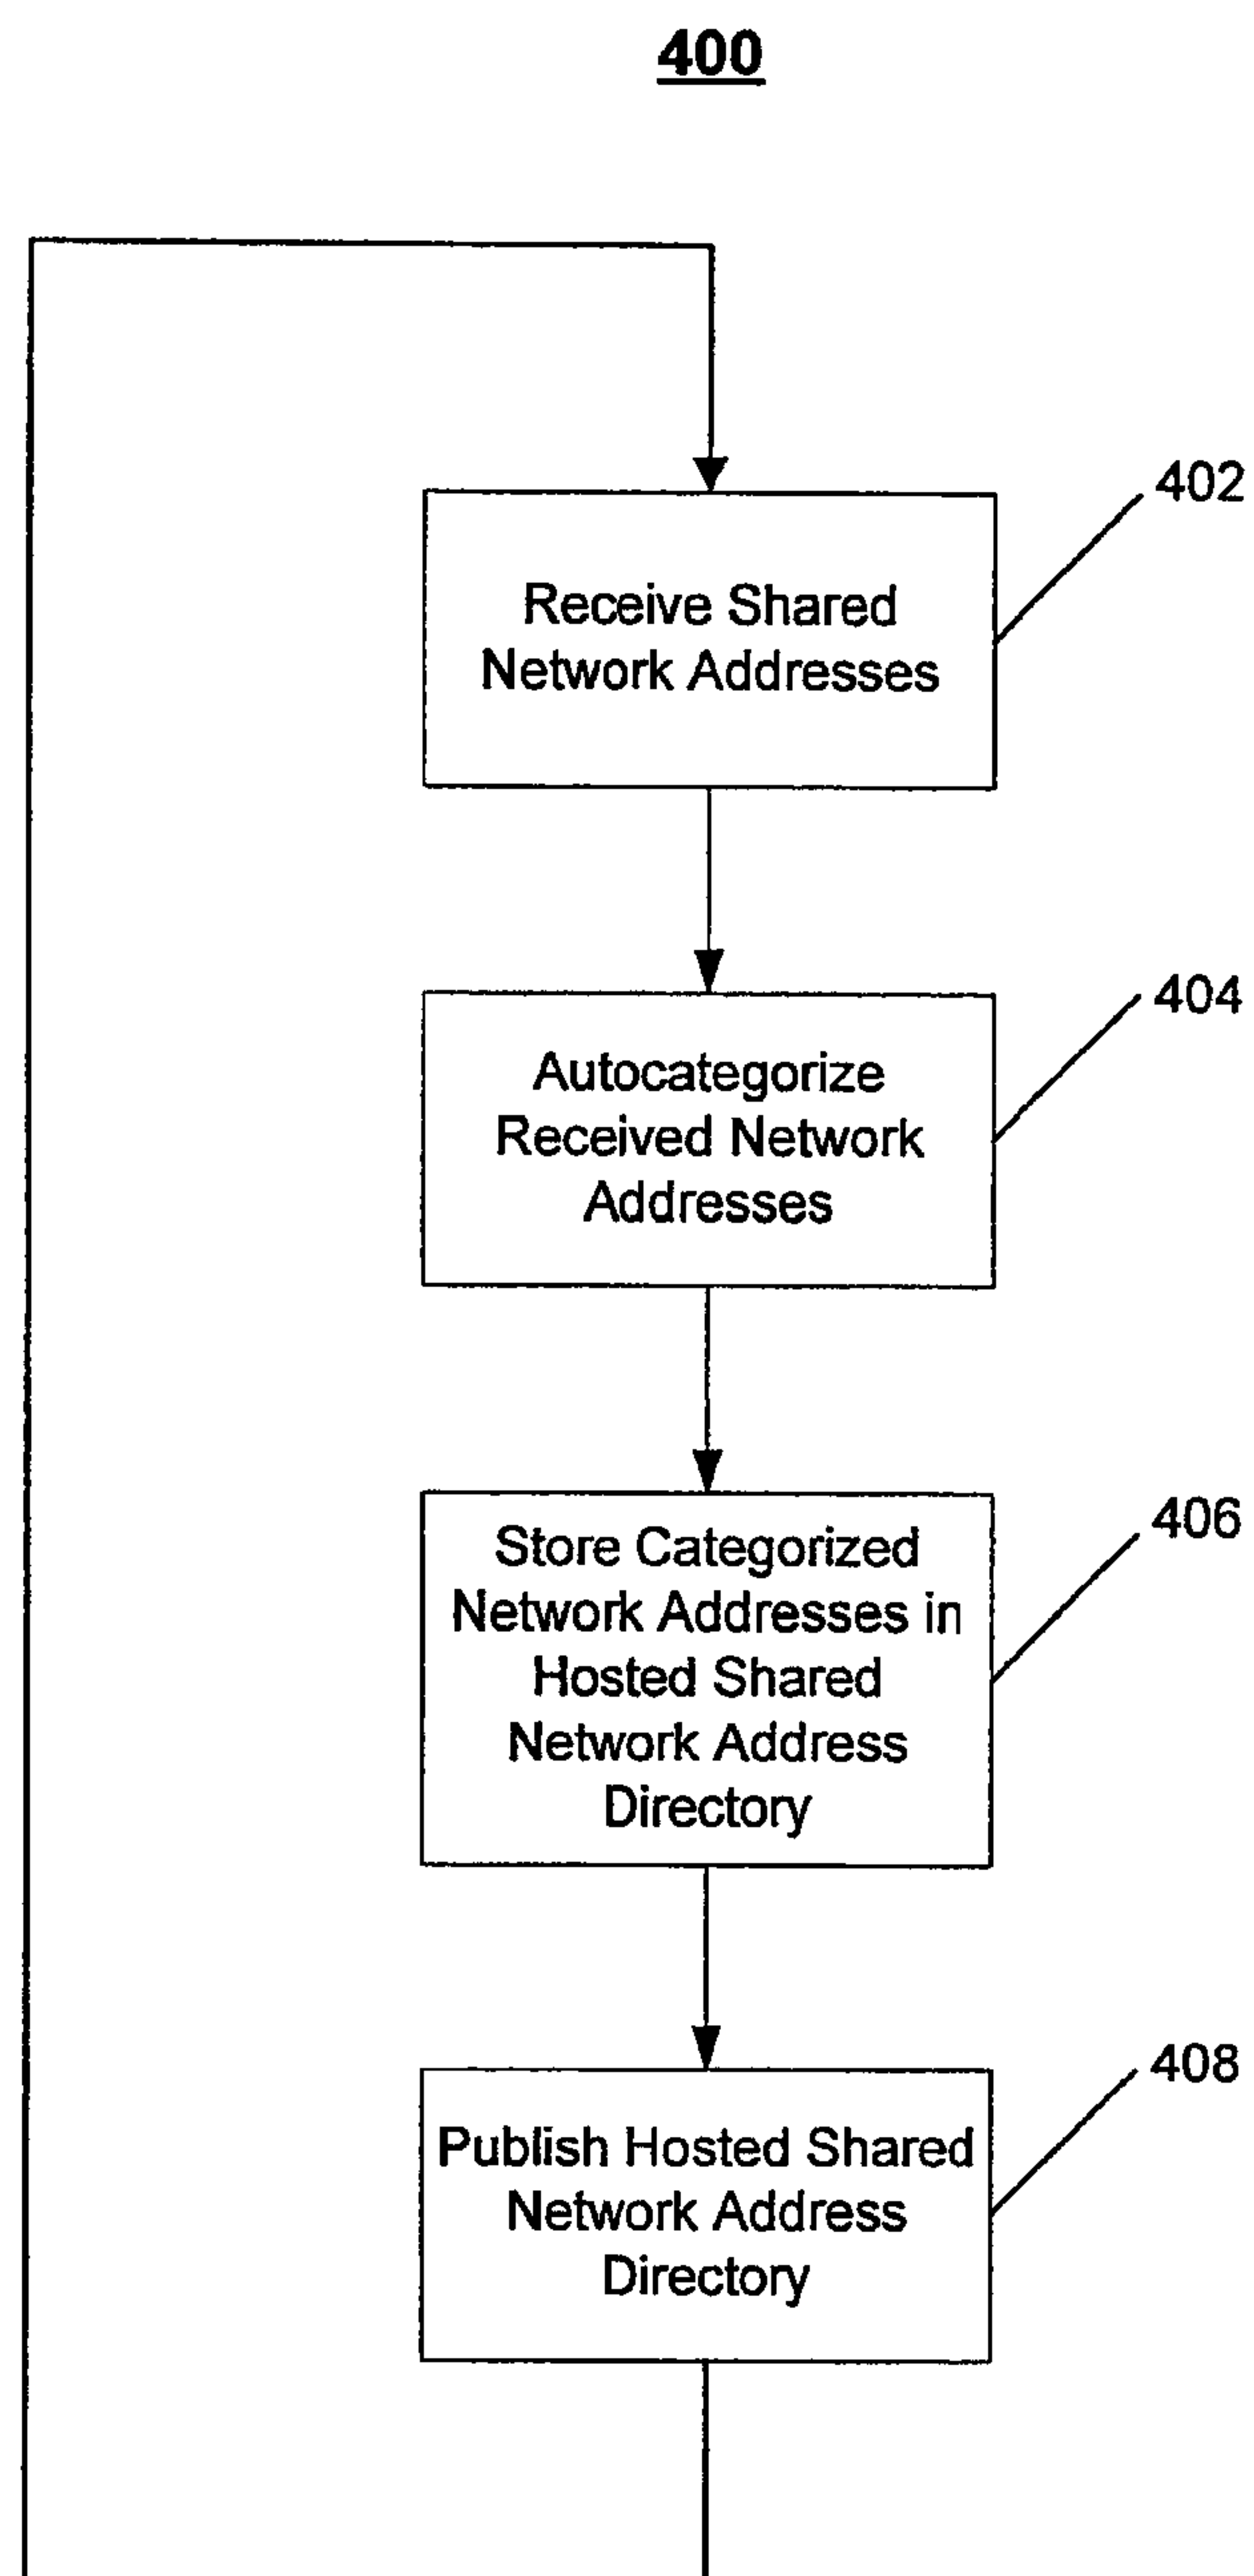 400
402
Receive Shared
Network Addresses
404
Autocategorize
Received Network
Addresses
406
Store Categorized
Network Addresses in
Hosted Shared
Network Address
Directory
408
Publish Hosted Shared
Network Address
Directory